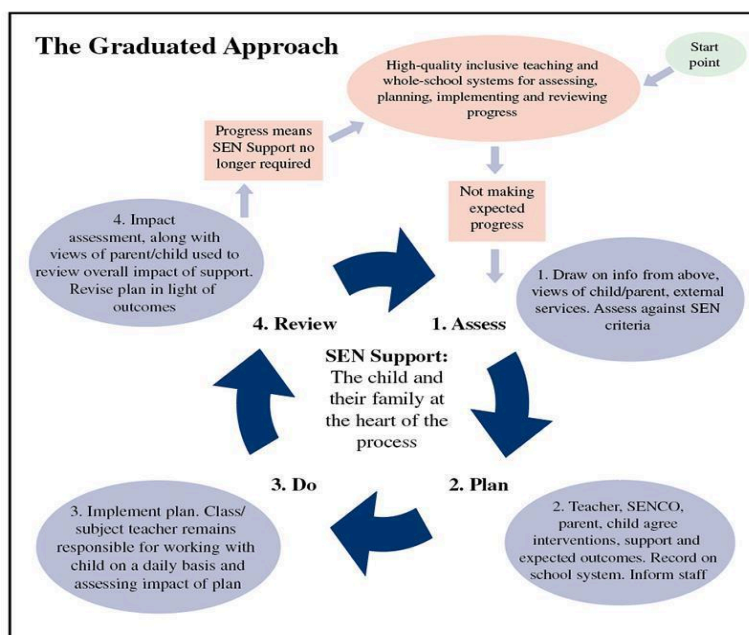 The Graduated Approach
Start
point
High-quality inclusive teaching and
whole-school systems for assessing,
planning, implementing and reviewing
progress
Progress means
SEN Support no
longer required
Not making
expected
progress
4. Impact
assessment, along with
views of parent/child used to
review overall impact of support.
Revise plan in light of
outcomes
1. Draw on info from above,
views of child/parent, external
services. Assess against SEN
criteria
4. Review
1. Assess
SEN Support:
The child and
their family at
the heart of the
process
3. Do
2. Plan
3. Implement plan. Class/
subject teacher remains
responsible for working with
child on a daily basis and
assessing impact of plan
2. Teacher, SENCO,
parent, child agree
interventions, support and
expected outcomes. Record on
school system. Inform staff